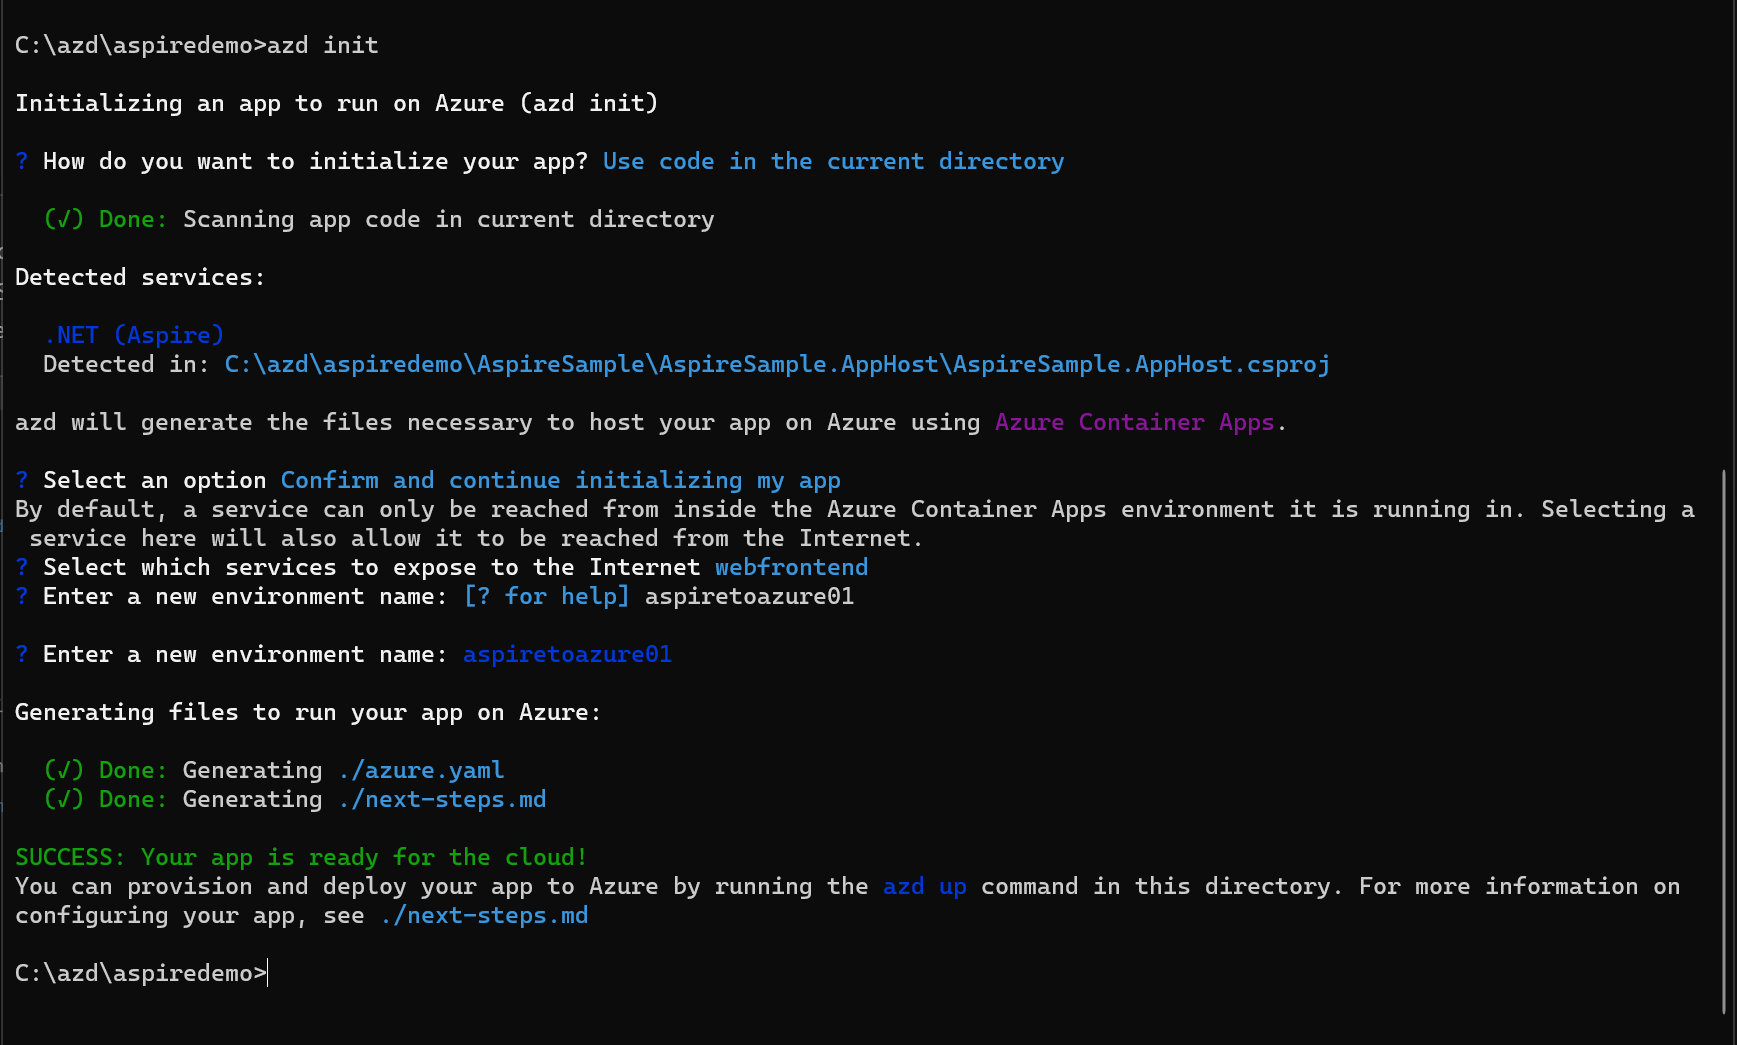 C:\azd\aspiredemo>azd init
Initializing an app to run on Azure (azd init)
? How do you want to initialize your app? Use code in the current directory
(√) Done: Scanning app code in current directory
Detected services:
.NET (Aspire)
Detected in: C:\azd\aspiredemo\AspireSample\AspireSample.AppHost\AspireSample.AppHost.csproj
azd will generate the files necessary to host your app on Azure using Azure Container Apps.
? Select an option Confirm and continue initializing my app
By default, a service can only be reached from inside the Azure Container Apps environment it is running in. Selecting a
service here will also allow it to be reached from the Internet.
? Select which services to expose to the Internet webfrontend
? Enter a new environment name: [? for help] aspiretoazure01
? Enter a new environment name: aspiretoazure01
Generating files to run your app on Azure:
(√) Done: Generating ./azure.yaml
(√) Done: Generating ./next-steps.md
SUCCESS: Your app is ready for the cloud!
You can provision and deploy your app to Azure by running the azd up command in this directory. For more information on
configuring your app, see ./next-steps.md
C:\azd\aspiredemo>